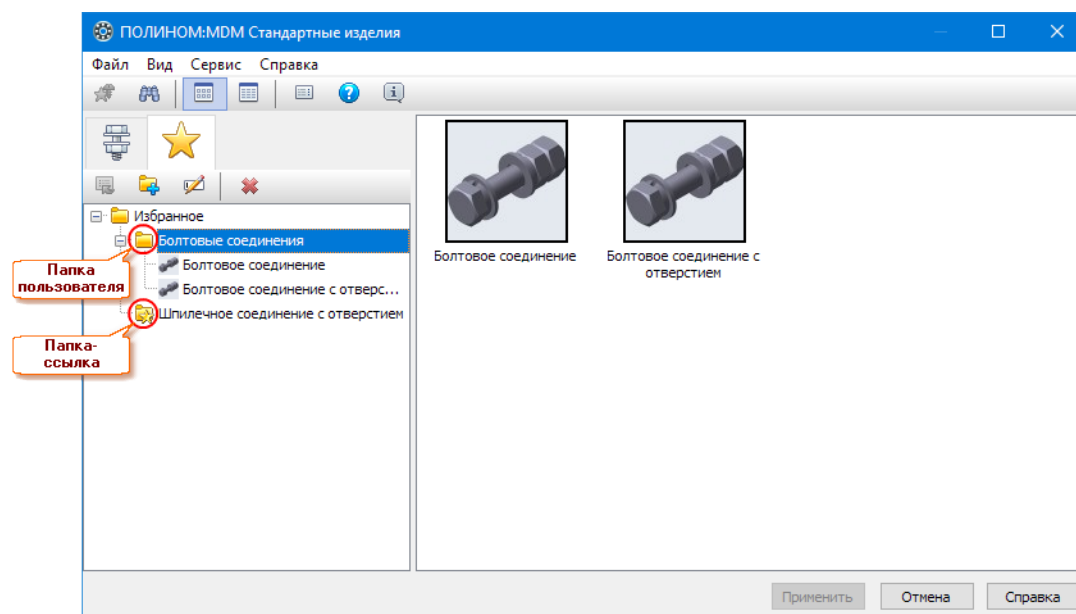 ПОЛИНОМ:MDM Стандартные изделия
Файл Вид Сервис Справка
Избранное
Болтовые соединения
Болтовое соединение
Болтовое соединение с отверс...
Шпилечное соединение с отверстием
Папка
пользователя
Папка-
ссылка
Болтовое соединение
Болтовое соединение с
отверстием
Применить Отмена Справка